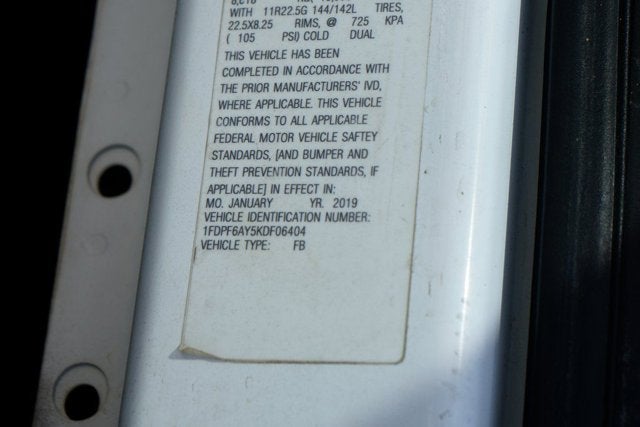 WITH 11R22.5G 144/142L TIRES,
22.5X8.25 RIMS, @ 725 KPA
( 105 PSI) COLD DUAL
THIS VEHICLE HAS BEEN
COMPLETED IN ACCORDANCE WITH
THE PRIOR MANUFACTURERS' IVD,
WHERE APPLICABLE. THIS VEHICLE
CONFORMS TO ALL APPLICABLE
FEDERAL MOTOR VEHICLE SAFTEY
STANDARDS, [AND BUMPER AND
THEFT PREVENTION STANDARDS, IF
APPLICABLE] IN EFFECT IN:
MO. JANUARY YR. 2019
VEHICLE IDENTIFICATION NUMBER:
1FDPF6AY5KDF06404
VEHICLE TYPE: FB